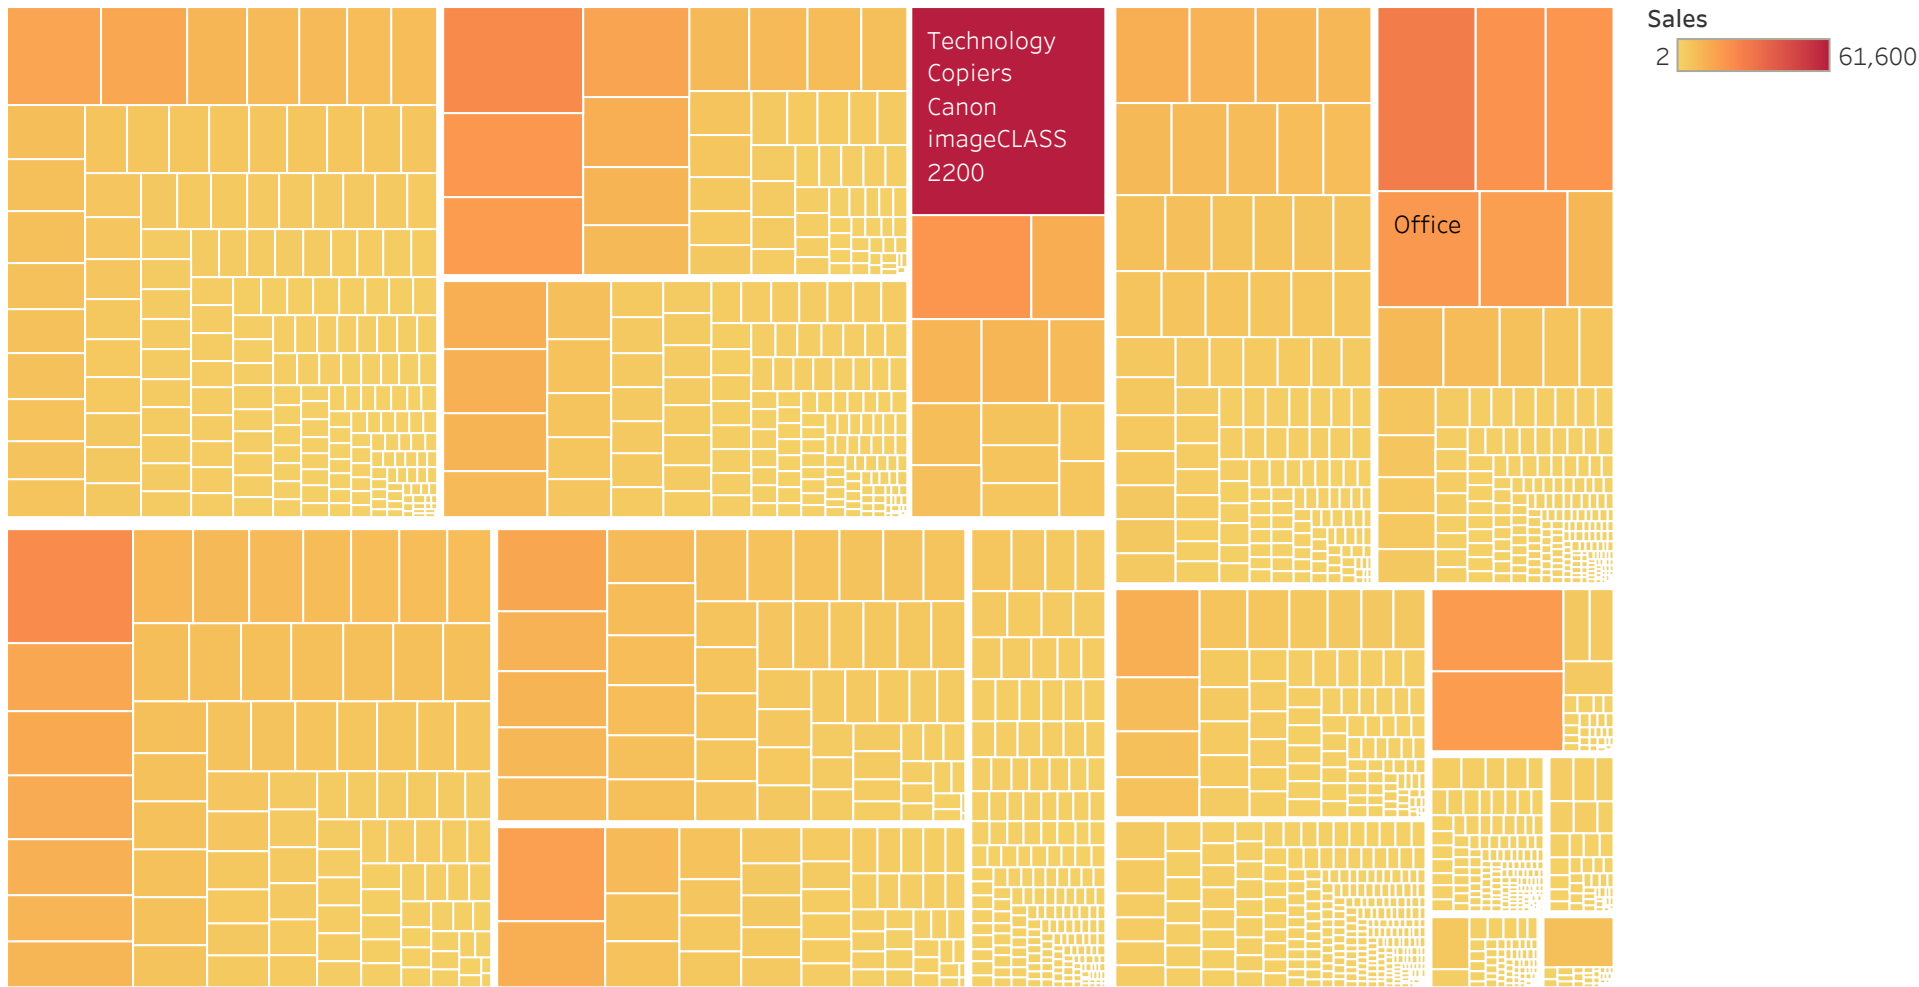 Technology
Copiers
Canon
imageCLASS
2200
Office
Sales
2 61,600